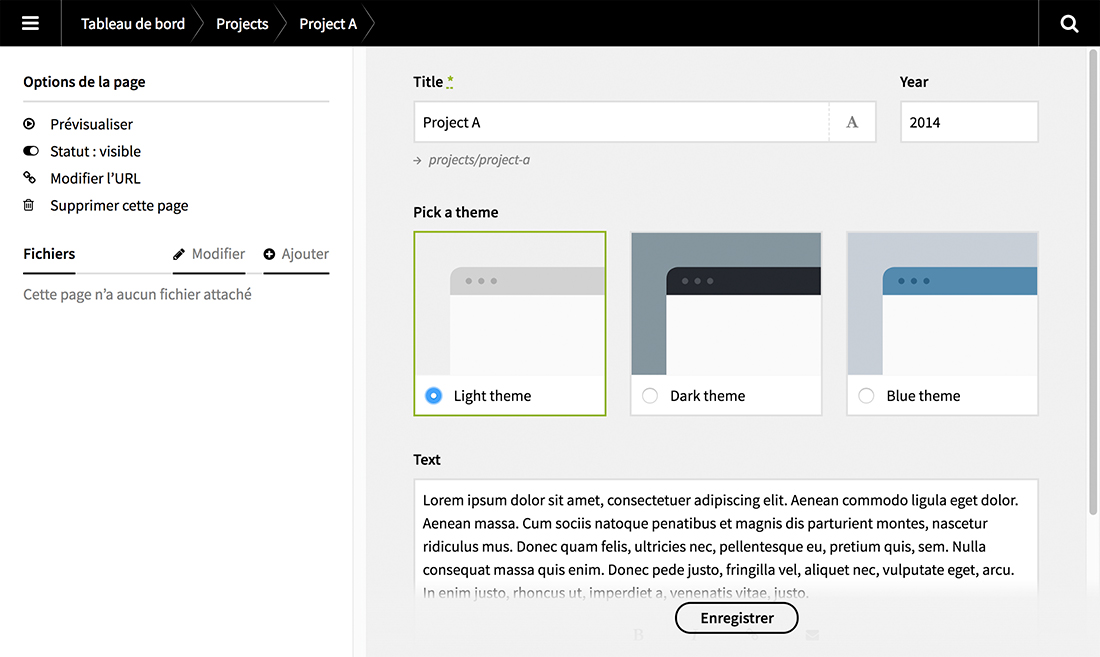 Tableau de bord Projects Project A
Options de la page
Prévisualiser
Statut : visible
Modifier l’URL
Supprimer cette page
Fichiers Modifier Ajouter
Cette page n’a aucun fichier attaché
Title * Year
Project A A 2014
→ projects/project-a
Pick a theme
Light theme Dark theme Blue theme
Text
Lorem ipsum dolor sit amet, consectetuer adipiscing elit. Aenean commodo ligula eget dolor.
Aenean massa. Cum sociis natoque penatibus et magnis dis parturient montes, nascetur
ridiculus mus. Donec quam felis, ultricies nec, pellentesque eu, pretium quis, sem. Nulla
consequat massa quis enim. Donec pede justo, fringilla vel, aliquet nec, vulputate eget, arcu.
In enim justo, rhoncus ut, imperdiet a, venenatis vitae, justo.
Enregistrer
B